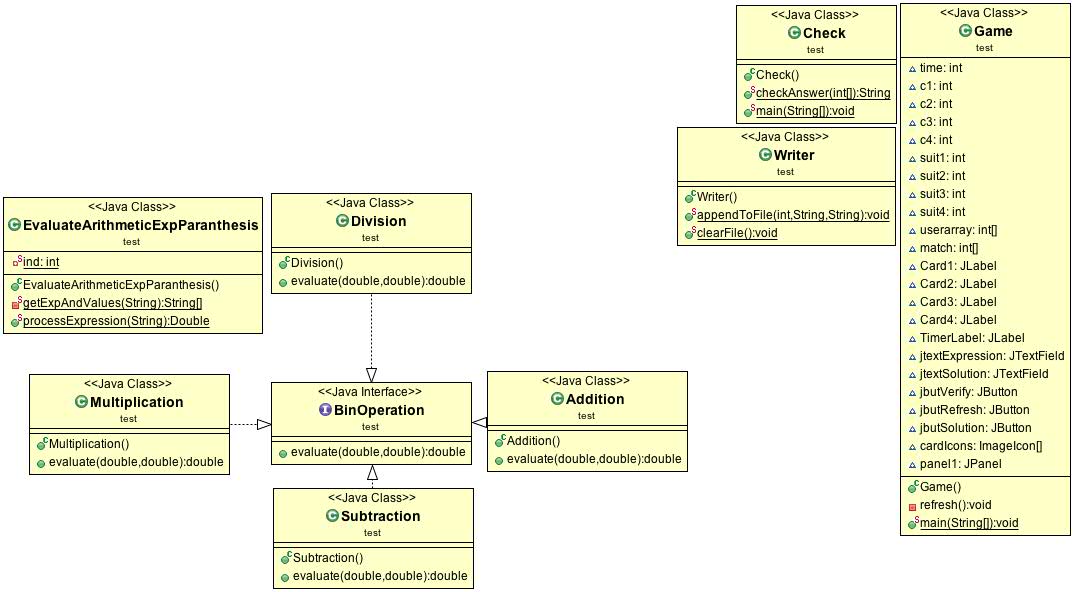 <<Java Class>>
Check
test
Check()
checkAnswer(int[]):String
main(String[]):void
<<Java Class>>
Game
test
time: int
c1: int
c2: int
c3: int
c4: int
suit1: int
suit2: int
suit3: int
suit4: int
userarray: int[]
match: int[]
Card1: JLabel
Card2: JLabel
Card3: JLabel
Card4: JLabel
TimerLabel: JLabel
jtextExpression: JTextField
jtextSolution: JTextField
jbutVerify: JButton
jbutRefresh: JButton
jbutSolution: JButton
cardIcons: ImageIcon[]
panel1: JPanel
Game()
refresh():void
main(String[]):void
<<Java Class>>
Writer
test
Writer()
appendToFile(int,String,String):void
clearFile():void
<<Java Class>>
EvaluateArithmeticExpParanthesis
test
ind: int
EvaluateArithmeticExpParanthesis()
getExpAndValues(String):String[]
processExpression(String):Double
<<Java Class>>
Division
test
Division()
evaluate(double,double):double
<<Java Class>>
Multiplication
test
Multiplication()
evaluate(double,double):double
<<Java Interface>>
BinOperation
test
evaluate(double,double):double
<<Java Class>>
Addition
test
Addition()
evaluate(double,double):double
<<Java Class>>
Subtraction
test
Subtraction()
evaluate(double,double):double